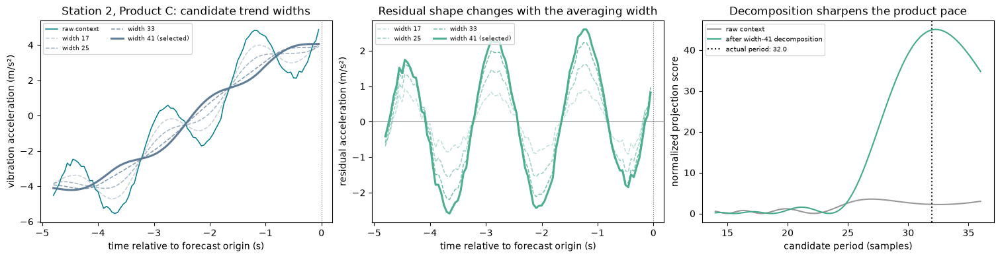 Station 2, Product C: candidate trend widths
raw context
width 17
width 25
width 33
width 41 (selected)
vibration acceleration (m/s²)
4
2
0
−2
−4
−6
−5
−4
−3
−2
−1
0
time relative to forecast origin (s)
Residual shape changes with the averaging width
width 17
width 25
width 33
width 41 (selected)
residual acceleration (m/s²)
2
1
0
−1
−2
−5
−4
−3
−2
−1
0
time relative to forecast origin (s)
Decomposition sharpens the product pace
raw context
after width-41 decomposition
actual period: 32.0
normalized projection score
40
30
20
10
0
15
20
25
30
35
candidate period (samples)